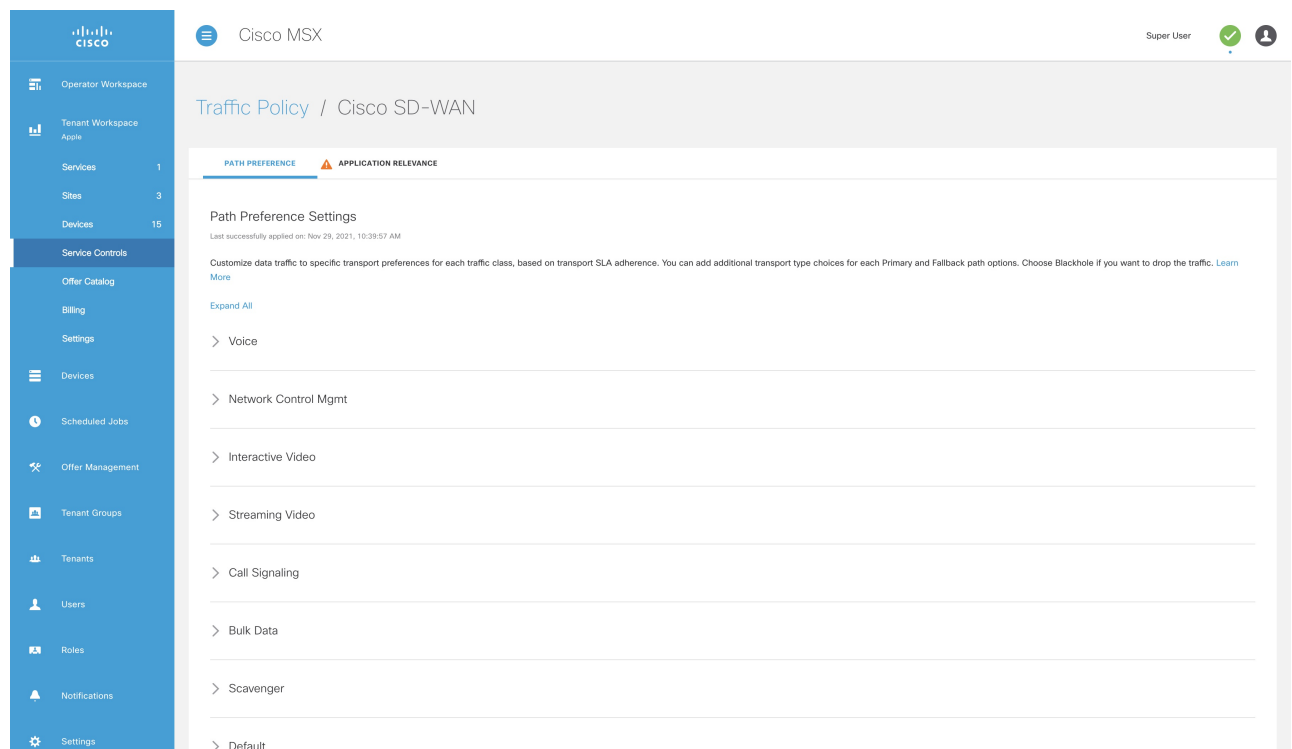 CISCO
Cisco MSX
Super User
Operator Workspace
Tenant Workspace
Apple
Services 1
Sites 3
Devices 15
Service Controls
Offer Catalog
Billing
Settings
Devices
Scheduled Jobs
Offer Management
Tenant Groups
Tenants
Users
Roles
Notifications
Settings
Traffic Policy / Cisco SD-WAN
PATH PREFERENCE APPLICATION RELEVANCE
Path Preference Settings
Last successfully applied on: Nov 29, 2021, 10:39:57 AM
Customize data traffic to specific transport preferences for each traffic class, based on transport SLA adherence. You can add additional transport type choices for each Primary and Fallback path options. Choose Blackhole if you want to drop the traffic. Learn
More
Expand All
Voice
Network Control Mgmt
Interactive Video
Streaming Video
Call Signaling
Bulk Data
Scavenger
Default